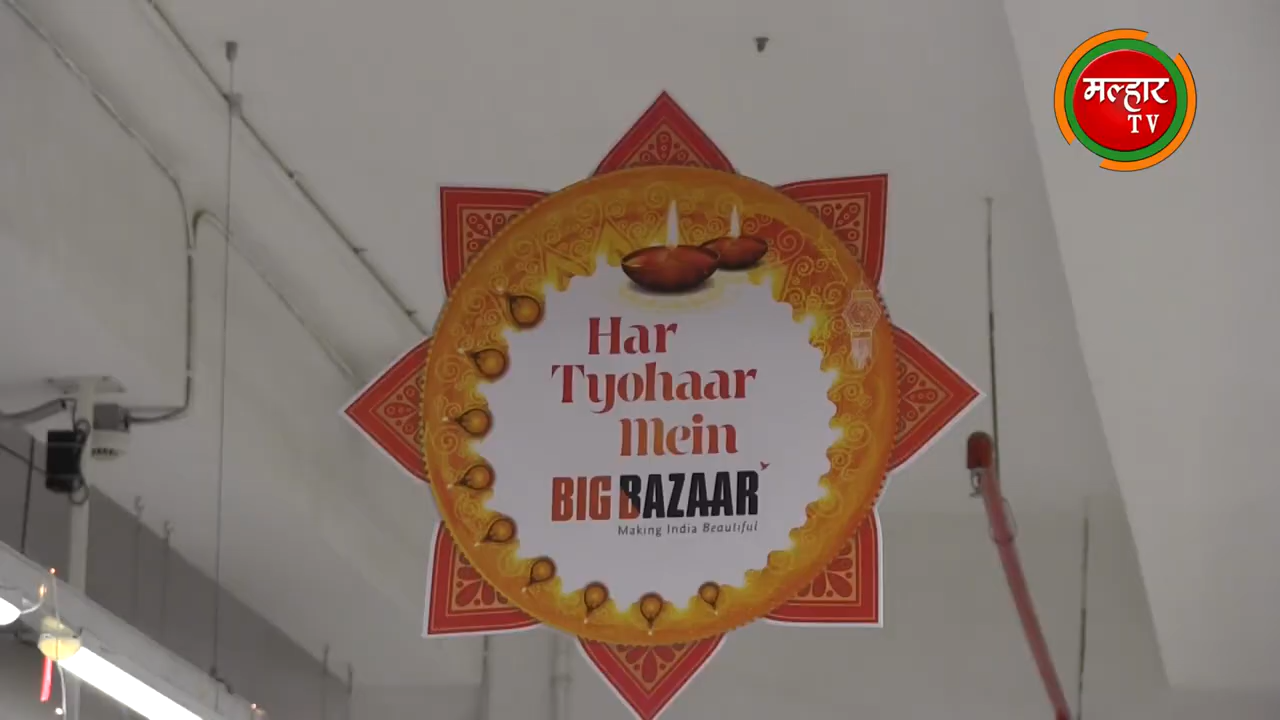 मल्हार
TV
Har
Tyohaar
Mein
BIG BAZAAR
Making India Beautiful